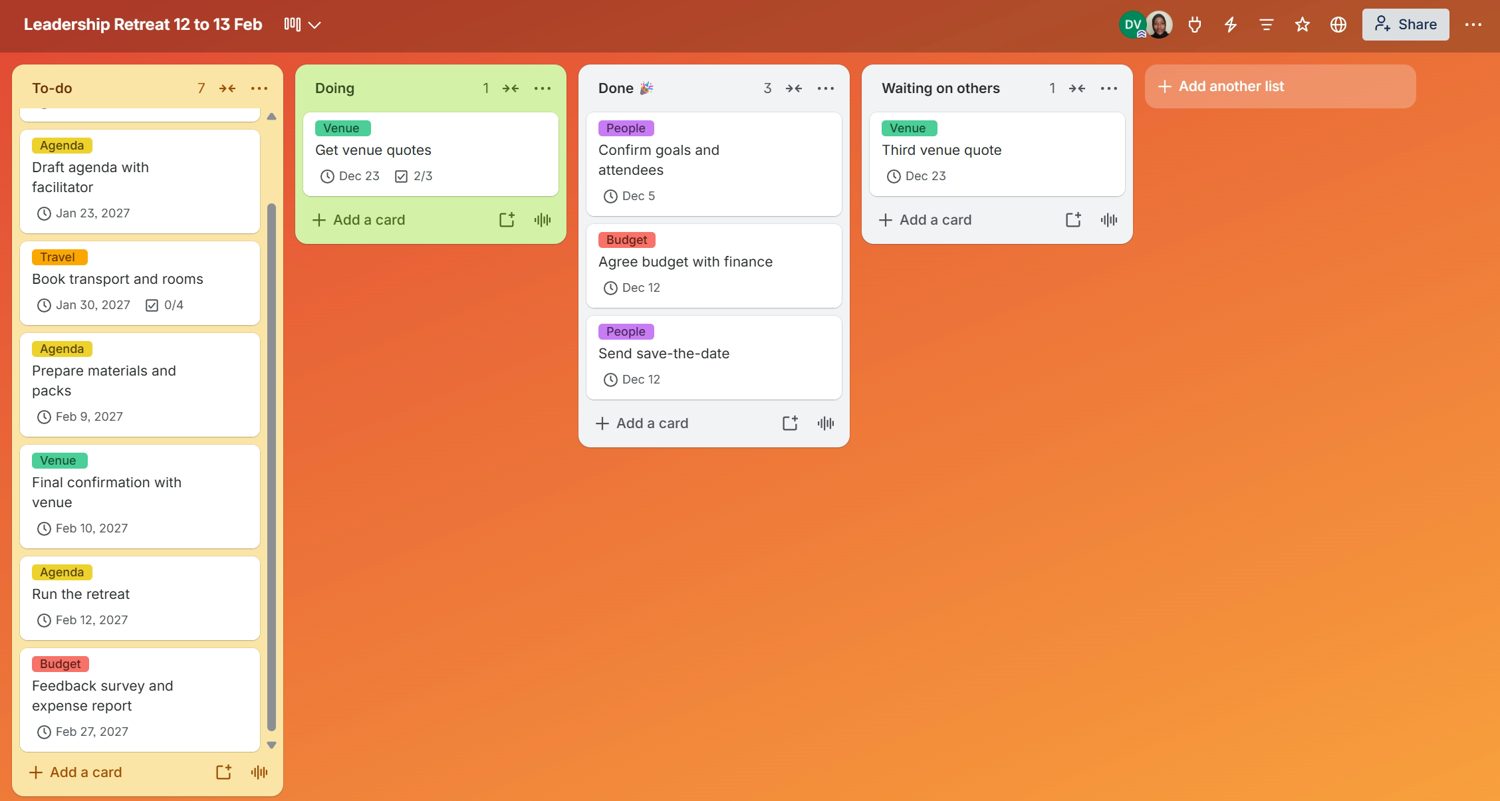 Leadership Retreat 12 to 13 Feb
DV
Share
To-do
7
Agenda
Draft agenda with
facilitator
Jan 23, 2027
Travel
Book transport and rooms
Jan 30, 2027
0/4
Agenda
Prepare materials and
packs
Feb 9, 2027
Venue
Final confirmation with
venue
Feb 10, 2027
Agenda
Run the retreat
Feb 12, 2027
Budget
Feedback survey and
expense report
Feb 27, 2027
Add a card
Doing
1
Venue
Get venue quotes
Dec 23
2/3
Add a card
Done
3
People
Confirm goals and
attendees
Dec 5
Budget
Agree budget with finance
Dec 12
People
Send save-the-date
Dec 12
Add a card
Waiting on others
1
Venue
Third venue quote
Dec 23
Add a card
Add another list